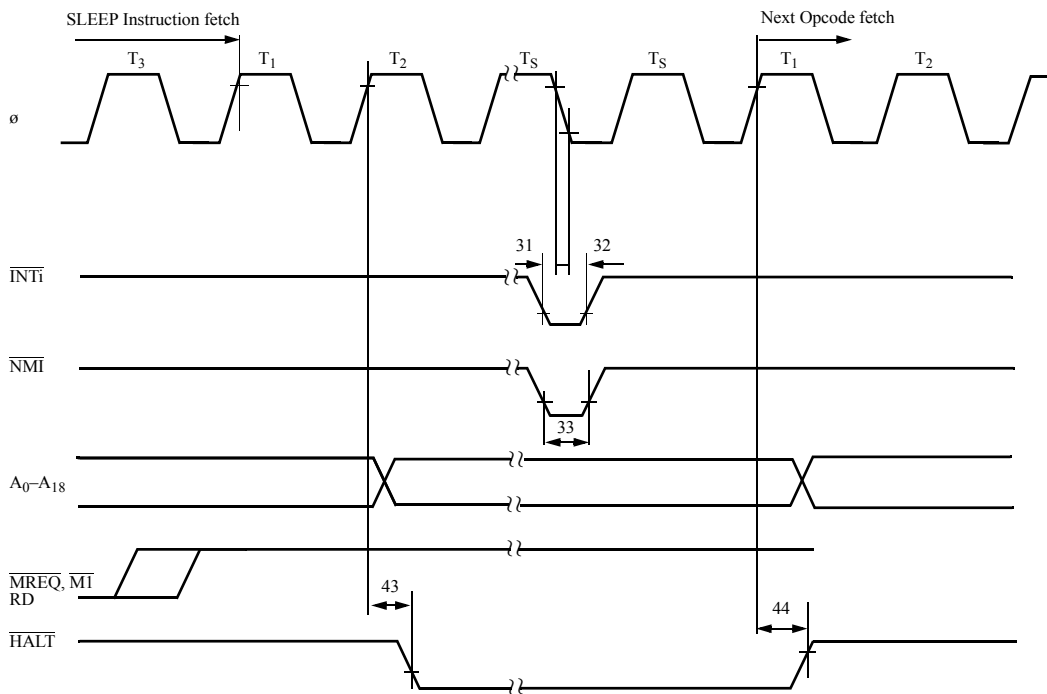 SLEEP Instruction fetch
Next Opcode fetch
T3 T1 T2 TS TS T1 T2
ø
31 32
INTi
NMI
33
A0–A18
MREQ, M1
RD
43
44
HALT